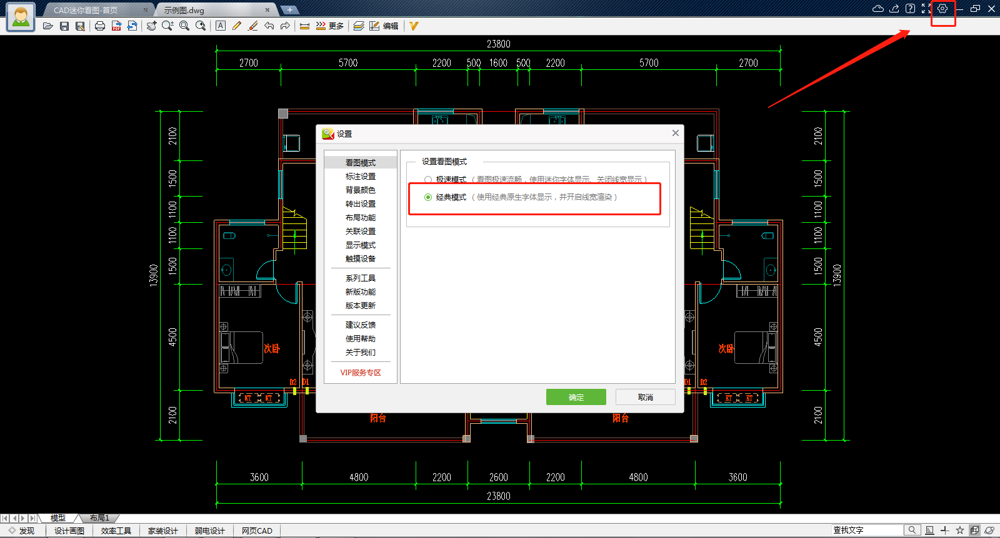 CAD迷你看图-首页
示例图.dwg
更多
编辑
23800
2700 5700 2200 500 1600 500 2200 5700 2700
2100
1500
1100
1100
1500
4500
2100
13900
2100
1500
1100
1100
1500
4500
2100
13900
设置
看图模式
标注设置
背景颜色
转出设置
布局功能
关联设置
显示模式
触摸设备
系列工具
新版功能
版本更新
建议反馈
使用帮助
关于我们
VIP服务专区
设置看图模式
极速模式（看图极速流畅，使用迷你字体显示、关闭线宽显示）
经典模式（使用经典原生字体显示，并开启线宽渲染）
确定 取消
次卧 次卧
D2 D1 D1 D2
KT KT KT KT
阳台 阳台
3600 4800 2200 2600 2200 4800 3600
23800
模型 布局1
发现 设计画图 效率工具 家装设计 弱电设计 网页CAD 查找文字